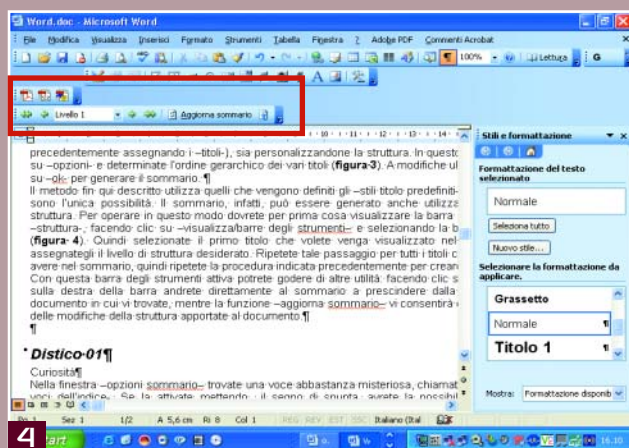 Word.doc - Microsoft Word
File Modifica Visualizza Inserisci Formato Strumenti Tabella Finestra ? Adobe PDF Commenti Acrobat
100% Lettura G
Livello 1 Aggiorna sommario
precedentemente assegnando i –titoli-), sia personalizzandone la struttura. In questo
su –opzioni- e determinate l'ordine gerarchico dei vari titoli (figura·3). A modifiche ul
su –ok- per generare il sommario. ¶
Il metodo fin qui descritto utilizza quelli che vengono definiti gli –stili titolo predefiniti-
sono l'unica possibilità. Il sommario, infatti, può essere generato anche utilizza
struttura. Per operare in questo modo dovrete per prima cosa visualizzare la barra
–struttura-, facendo clic su –visualizza/barre degli strumenti– e selezionando la b
(figura 4). Quindi selezionate il primo titolo che volete venga visualizzato nel
assegnategli il livello di struttura desiderato. Ripetete tale passaggio per tutti i titoli c
avere nel sommario, quindi ripetete la procedura indicata precedentemente per crear
Con questa barra degli strumenti attiva potrete godere di altre utilità: facendo clic s
sulla destra della barra andrete direttamente al sommario a prescindere dalla
documento in cui vi trovate, mentre la funzione –aggiorna sommario– vi consentirà
delle modifiche della struttura apportate al documento.¶
¶
Distico·01¶
Curiosità¶
Nella finestra –opzioni sommario– trovate una voce abbastanza misteriosa, chiamat
voci dell'indice-. Se la attivate mettendo il segno di spunta avrete la possibil
Stili e formattazione
Formattazione del testo
selezionato
Normale
Seleziona tutto
Nuovo stile...
Selezionare la formattazione da
applicare.
Grassetto
Normale ¶
Titolo 1 ¶
Mostra: Formattazione disponib
Sez 1 1/2 A 5,6 cm Ri 8 Col 1 REG REV EST SSC Italiano (Ital
start 16.10
4